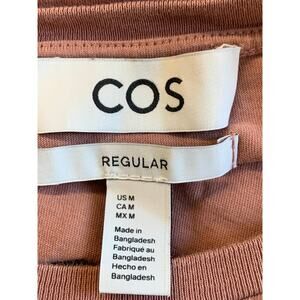 COS
REGULAR
US M
CA M
MX M
Made in
Bangladesh
Fabriqué au
Bangladesh
Hecho en
Bangladesh